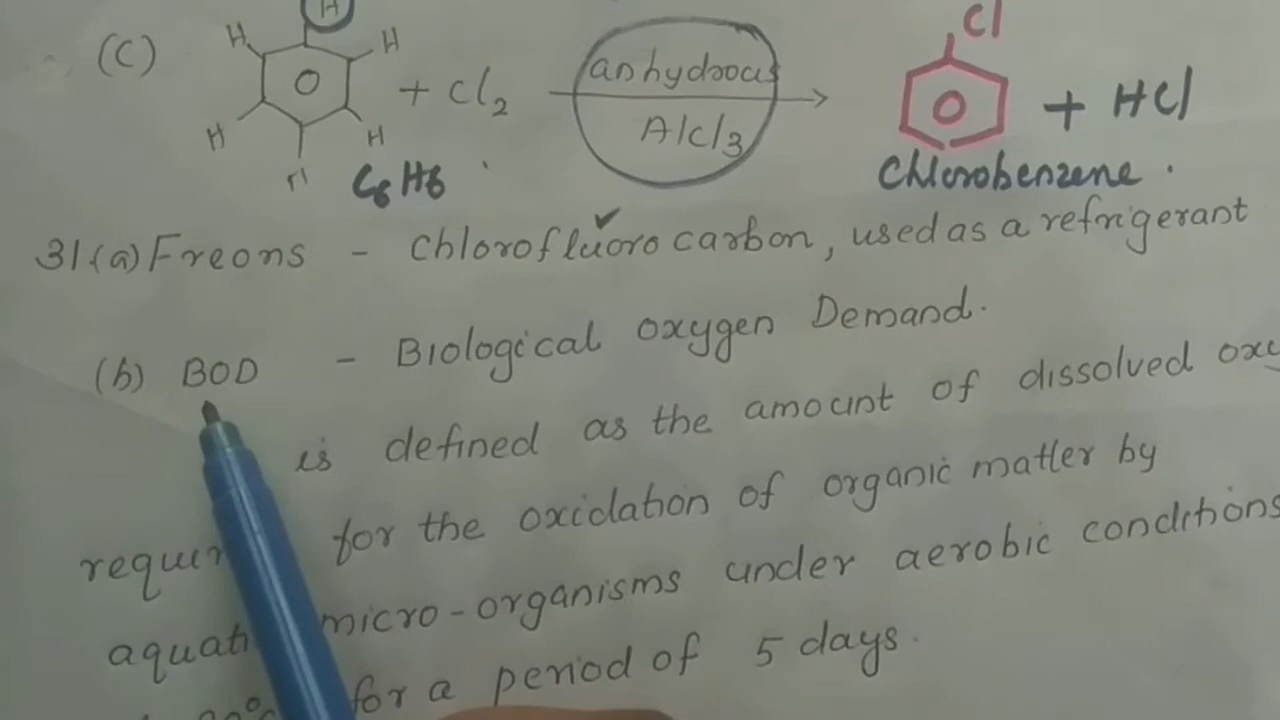 (C) H H H H H H + Cl2 anhydrous AlCl3 → Cl + HCl
C6H6 Chlorobenzene.
31.(a) Freons - Chlorofluoro carbon, used as a refrigerant
(b) BOD - Biological oxygen Demand.
is defined as the amount of dissolved
for the oxidation of organic matter by
micro-organisms under aerobic conditions
for a period of 5 days.